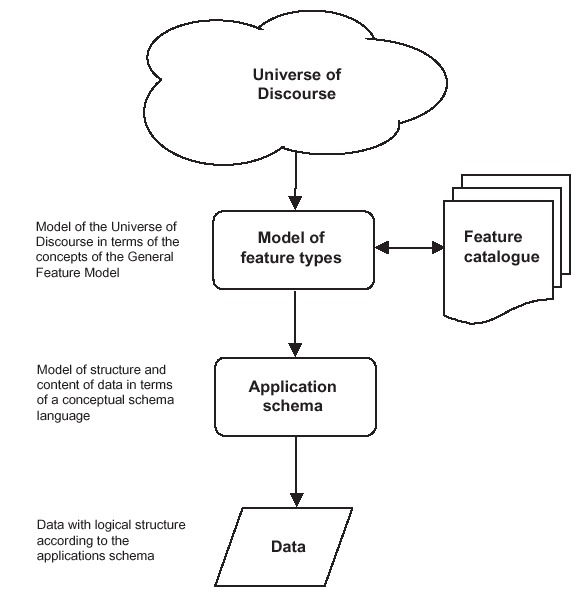 Universe of
Discourse
Model of the Universe of
Discourse in terms of the
concepts of the General
Feature Model
Model of
feature types
Feature
catalogue
Model of structure and
content of data in terms
of a conceptual schema
language
Application
schema
Data with logical structure
according to the
applications schema
Data